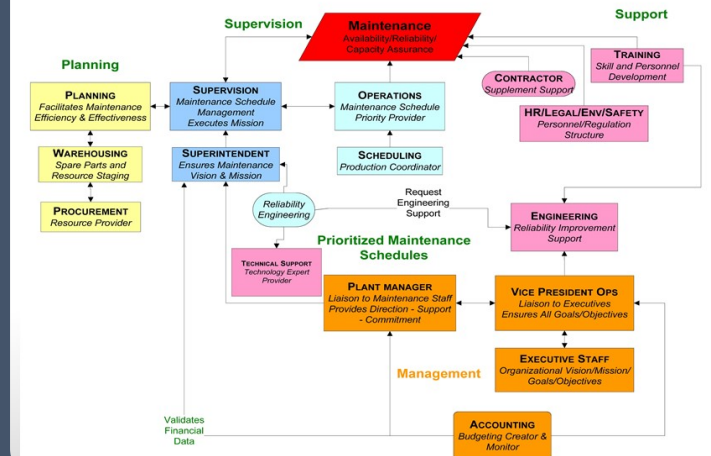 Supervision
Maintenance
Availability/Reliability/
Capacity Assurance
Support
Planning
TRAINING
Skill and Personnel
Development
CONTRACTOR
Supplement Support
HR/LEGAL/ENV/SAFETY
Personnel/Regulation
Structure
PLANNING
Facilitates Maintenance
Efficiency & Effectiveness
SUPERVISION
Maintenance Schedule
Management
Executes Mission
OPERATIONS
Maintenance Schedule
Priority Provider
WAREHOUSING
Spare Parts and
Resource Staging
SUPERINTENDENT
Ensures Maintenance
Vision & Mission
SCHEDULING
Production Coordinator
PROCUREMENT
Resource Provider
Reliability
Engineering
Request
Engineering
Support
ENGINEERING
Reliability Improvement
Support
Prioritized Maintenance
Schedules
TECHNICAL SUPPORT
Technology Expert
Provider
PLANT MANAGER
Liaison to Maintenance Staff
Provides Direction - Support
- Commitment
VICE PRESIDENT OPS
Liaison to Executives
Ensures All Goals/Objectives
Management
EXECUTIVE STAFF
Organizational Vision/Mission/
Goals/Objectives
Validates
Financial
Data
ACCOUNTING
Budgeting Creator &
Monitor